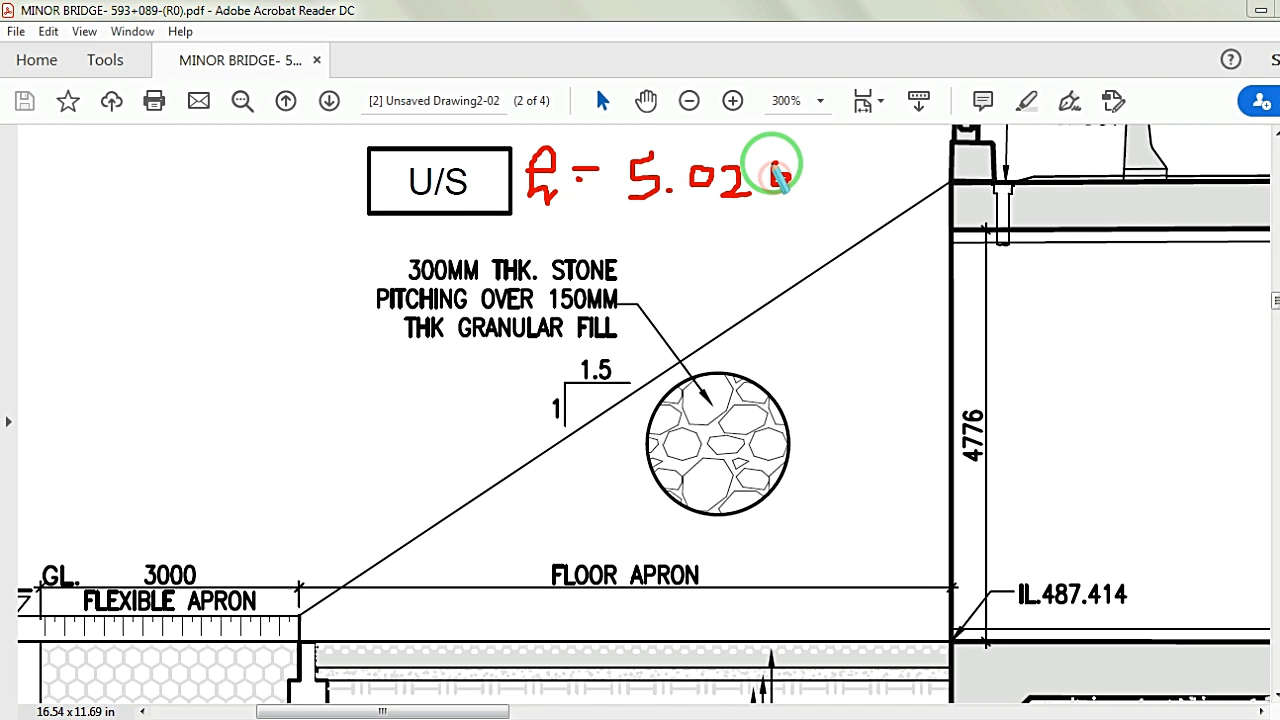 MINOR BRIDGE- 593+089-(R0).pdf - Adobe Acrobat Reader DC
File Edit View Window Help
Home Tools MINOR BRIDGE- 5... ×
[2] Unsaved Drawing2-02 (2 of 4) 300%
U/S h = 5.026
300MM THK. STONE
PITCHING OVER 150MM
THK GRANULAR FILL
1.5
1
4776
GL. 3000
FLOOR APRON
FLEXIBLE APRON
IL.487.414
16.54 x 11.69 in